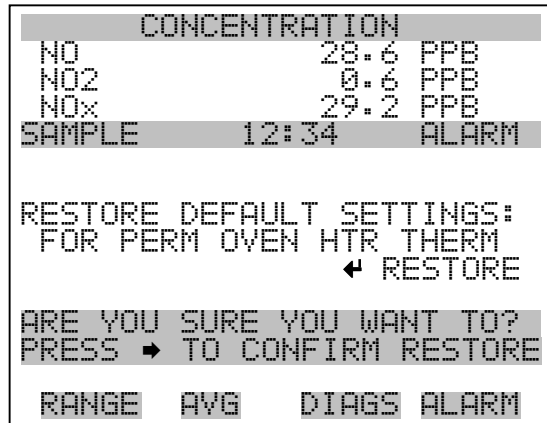 CONCENTRATION
NO 28.6 PPB
NO2 0.6 PPB
NOx 29.2 PPB
SAMPLE 12:34 ALARM
RESTORE DEFAULT SETTINGS:
FOR PERM OVEN HTR THERM
↵ RESTORE
ARE YOU SURE YOU WANT TO?
PRESS ➡ TO CONFIRM RESTORE
RANGE AVG DIAGS ALARM